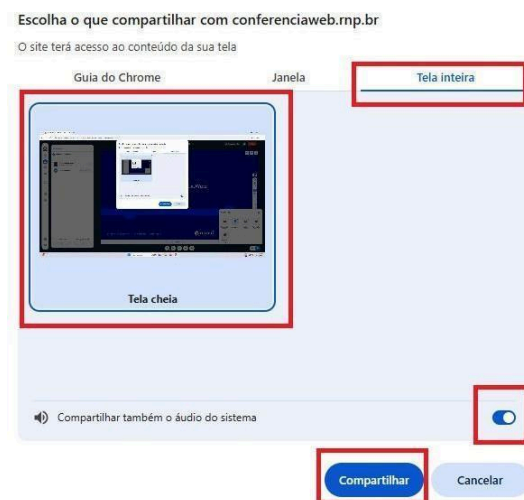 Escolha o que compartilhar com conferenciaweb.rnp.br
O site terá acesso ao conteúdo da sua tela
Guia do Chrome Janela Tela inteira
Tela cheia
Compartilhar também o áudio do sistema
Compartilhar Cancelar